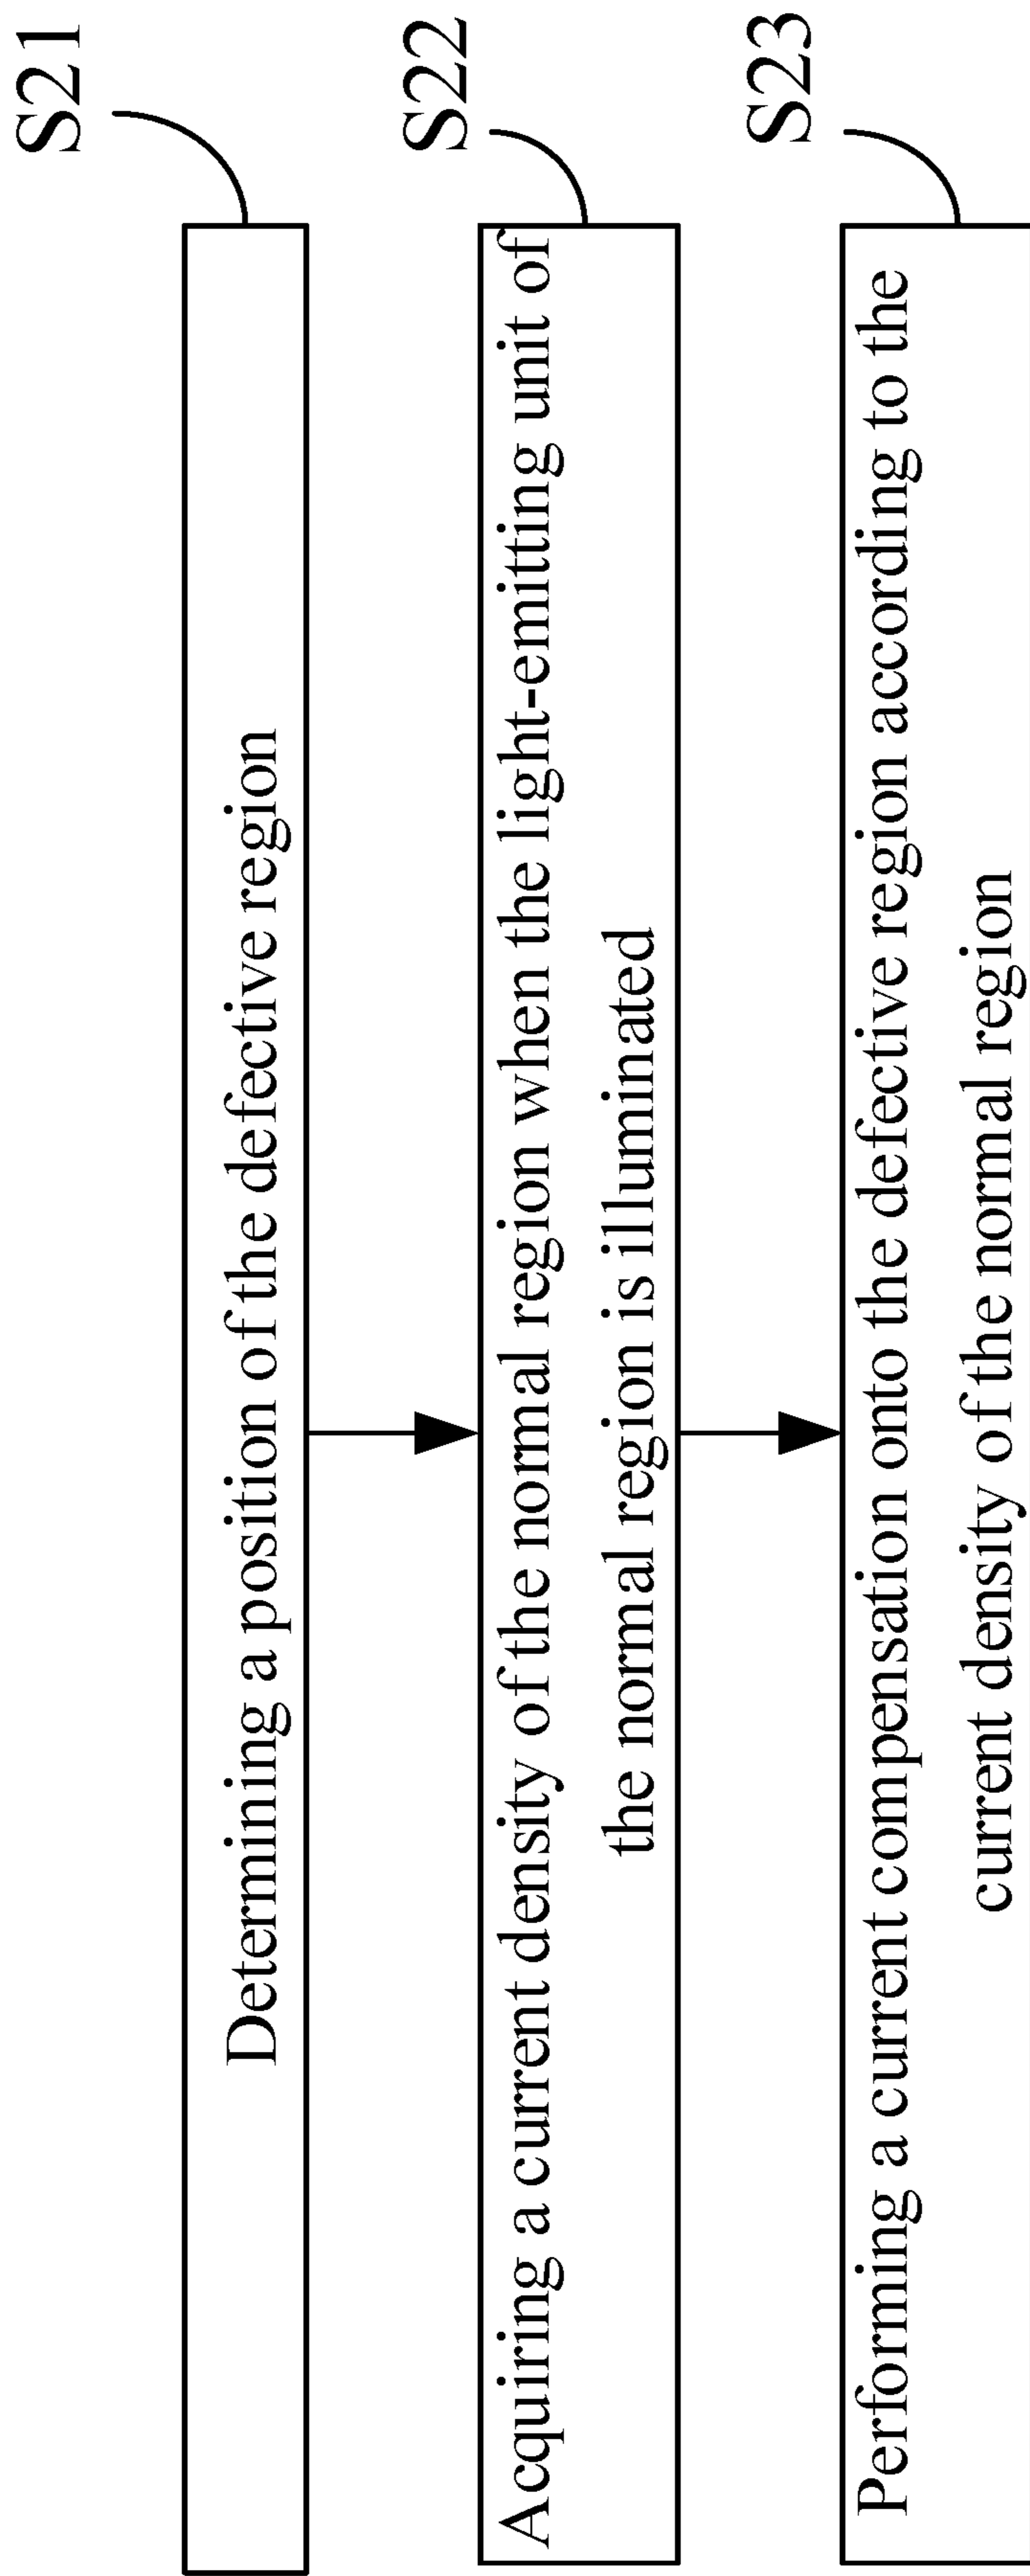 S21
Determining a position of the defective region
S22
Acquiring a current density of the normal region when the light-emitting unit of
the normal region is illuminated
S23
Performing a current compensation onto the defective region according to the
current density of the normal region